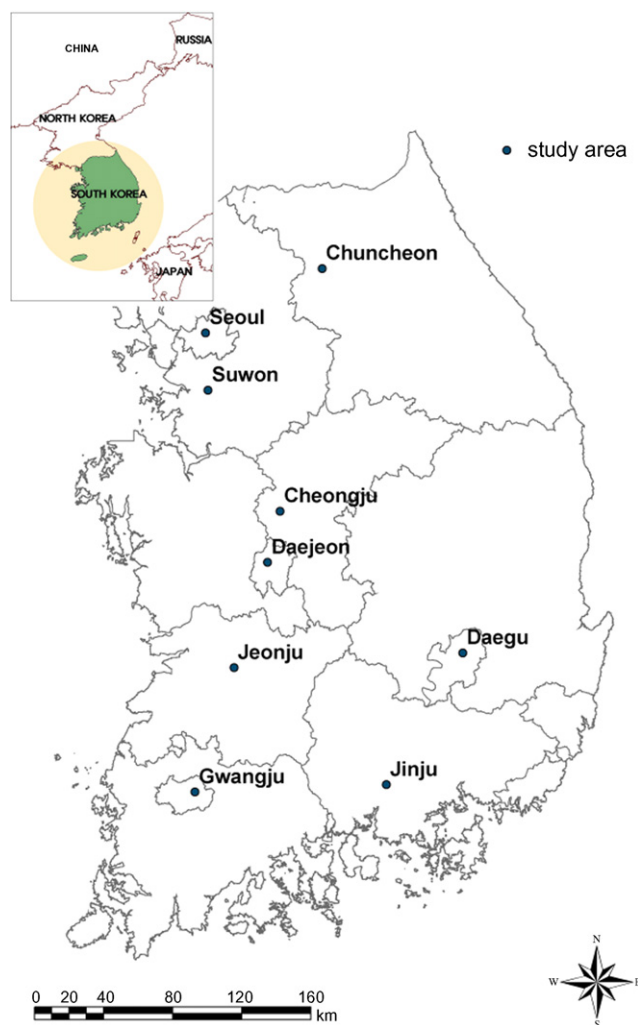 CHINA
RUSSIA
NORTH KOREA
SOUTH KOREA
JAPAN
study area
Chuncheon
Seoul
Suwon
Cheongju
Daejeon
Daegu
Jeonju
Gwangju
Jinju
N
W E
S
0 20 40 80 120 160
km